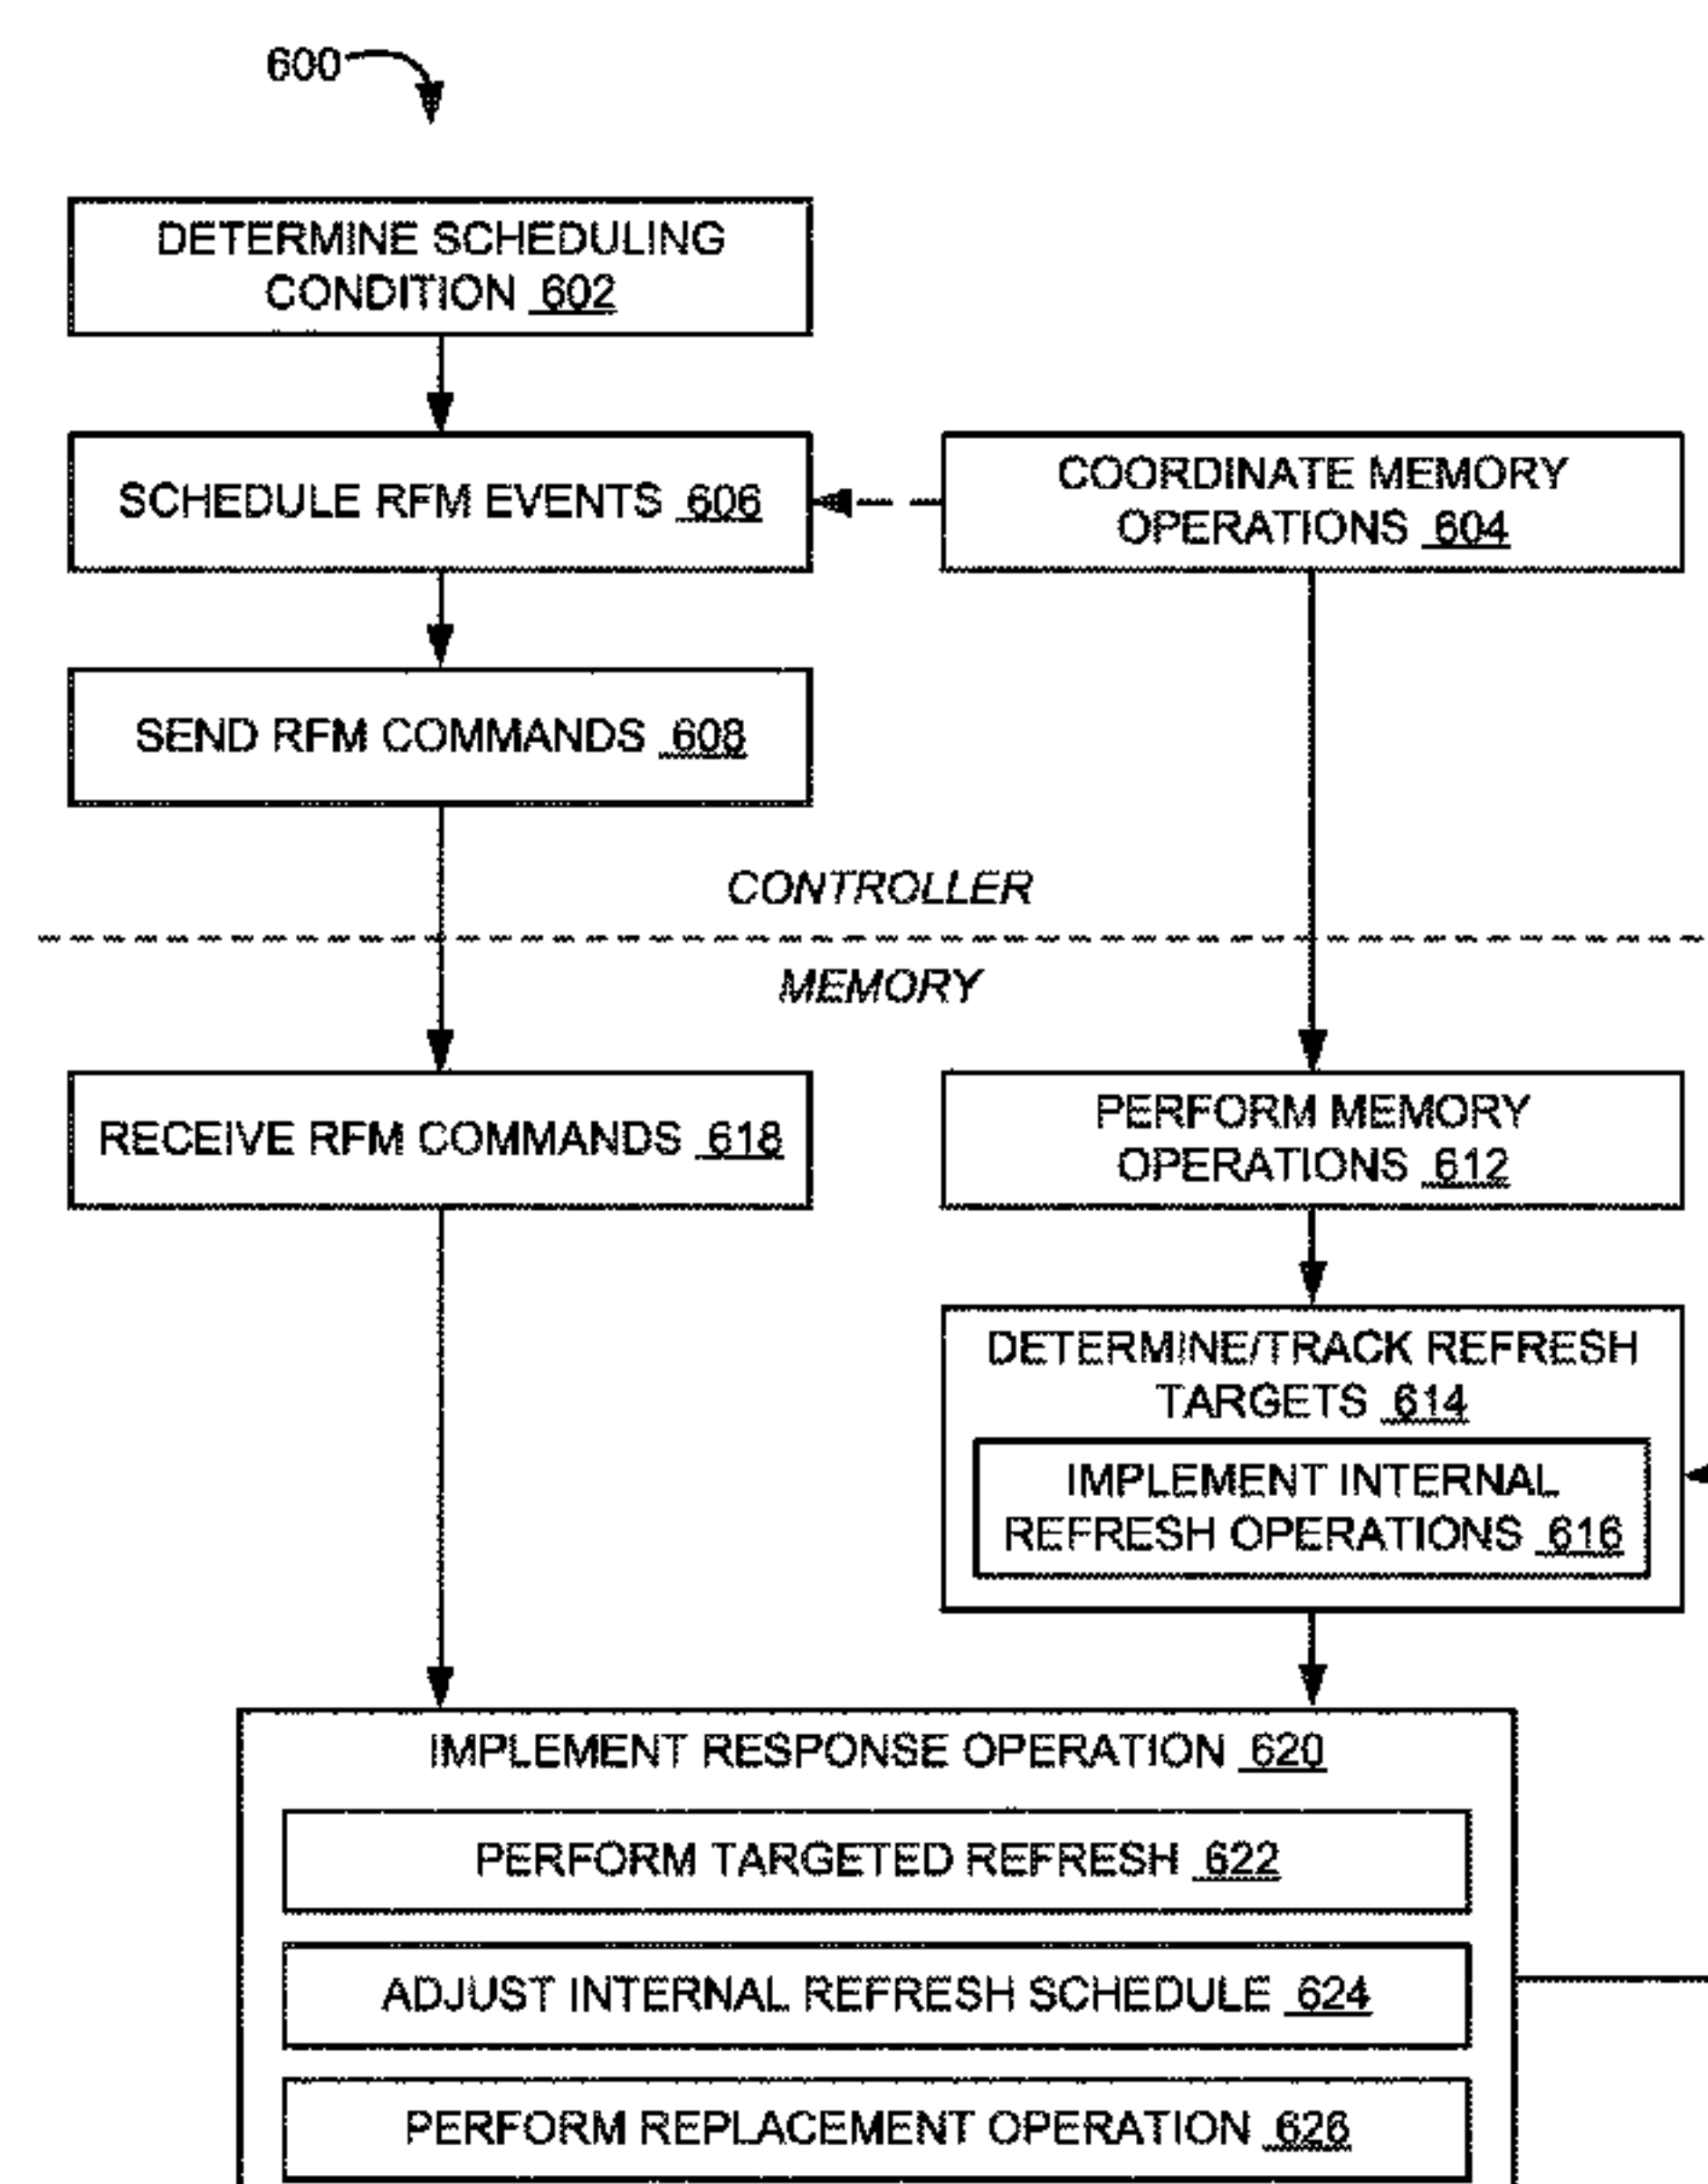 600
DETERMINE SCHEDULING
CONDITION 602
SCHEDULE RFM EVENTS 606
COORDINATE MEMORY
OPERATIONS 604
SEND RFM COMMANDS 608
CONTROLLER
MEMORY
RECEIVE RFM COMMANDS 618
PERFORM MEMORY
OPERATIONS 612
DETERMINE/TRACK REFRESH
TARGETS 614
IMPLEMENT INTERNAL
REFRESH OPERATIONS 616
IMPLEMENT RESPONSE OPERATION 620
PERFORM TARGETED REFRESH 622
ADJUST INTERNAL REFRESH SCHEDULE 624
PERFORM REPLACEMENT OPERATION 626